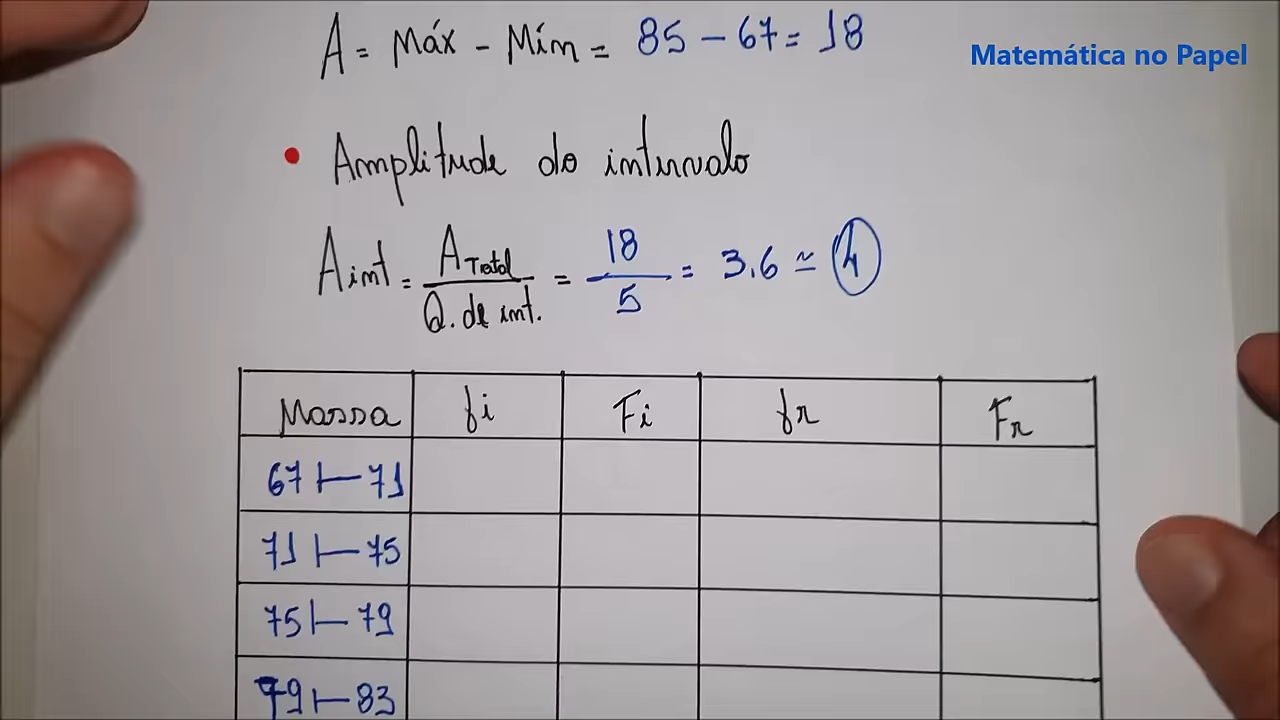 A = Máx - Mín = 85 - 67 = 18
Matemática no Papel
• Amplitude do intervalo
Aint = ATotal / Q. de int. = 18 / 5 = 3.6 ≃ 4
Massa fi Fi fr Fr
67 ⊢ 71
71 ⊢ 75
75 ⊢ 79
79 ⊢ 83